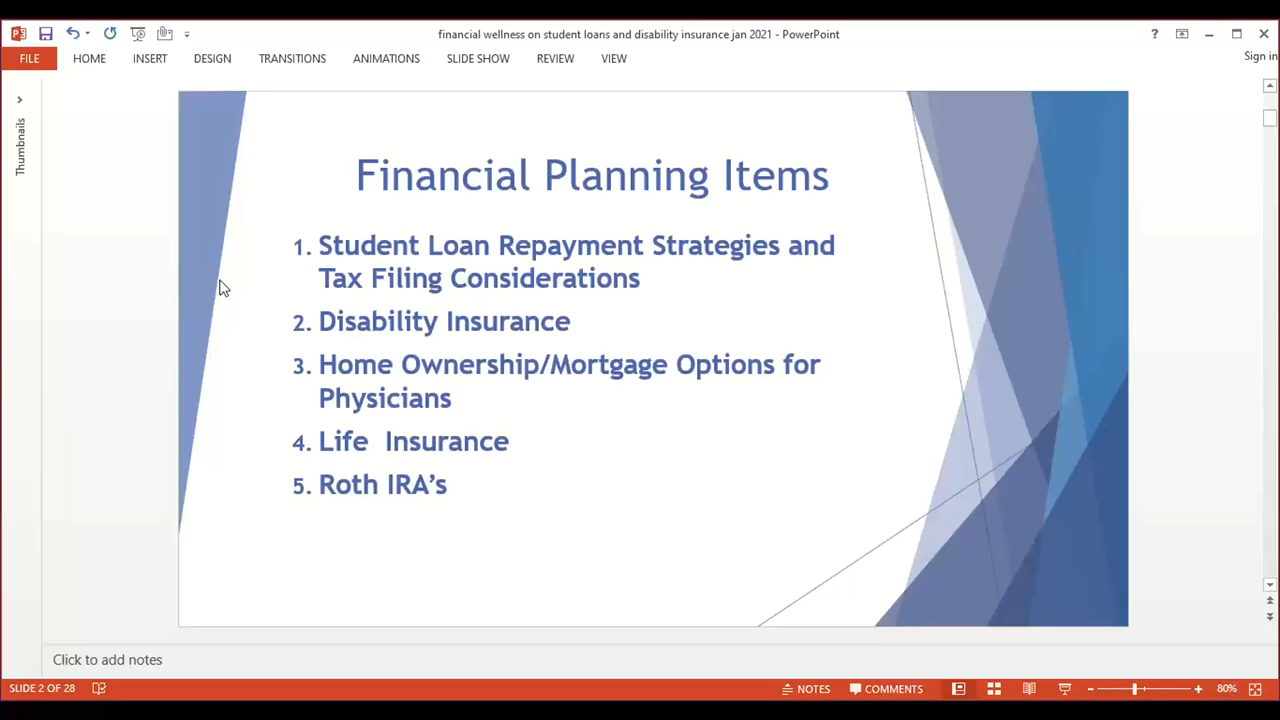 financial wellness on student loans and disability insurance jan 2021 - PowerPoint
?
Sign in
FILE HOME INSERT DESIGN TRANSITIONS ANIMATIONS SLIDE SHOW REVIEW VIEW
Thumbnails
Financial Planning Items
1. Student Loan Repayment Strategies and
Tax Filing Considerations
2. Disability Insurance
3. Home Ownership/Mortgage Options for
Physicians
4. Life  Insurance
5. Roth IRA’s
Click to add notes
SLIDE 2 OF 28 NOTES COMMENTS 80%